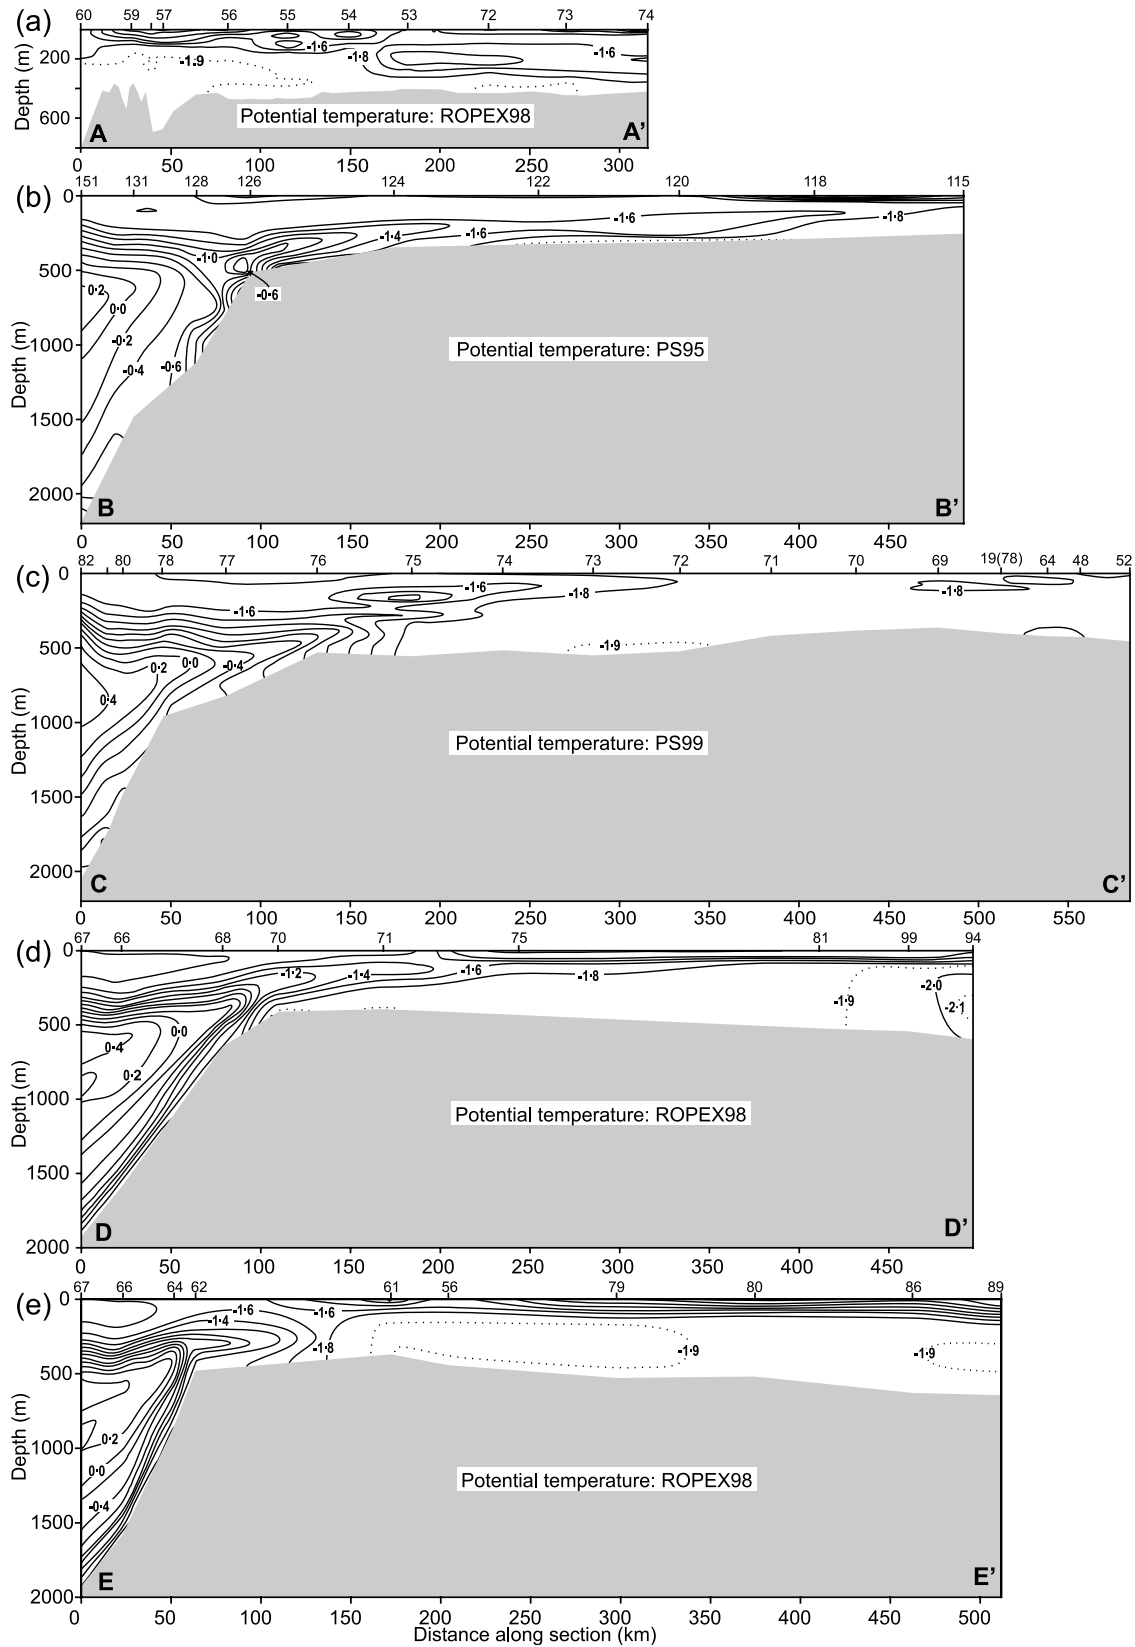 (a)
60 59 57 56 55 54 53 72 73 74
Depth (m)
200
600
-1·6
-1·8
-1·6
-1·9
Potential temperature: ROPEX98
A A’
0 50 100 150 200 250 300
(b)
151 131 128 126 124 122 120 118 115
Depth (m)
0
500
1000
1500
2000
-1·6
-1·8
-1·4
-1·6
-1·0
-0·6
0·2
0·0
-0·2
-0·4
-0·6
Potential temperature: PS95
B B’
0 50 100 150 200 250 300 350 400 450
(c)
82 80 78 77 76 75 74 73 72 71 70 69 19(78) 64 48 52
Depth (m)
0
500
1000
1500
2000
-1·6
-1·6
-1·8
-1·8
-1·9
0·2
0·0
-0·4
0·4
Potential temperature: PS99
C C’
0 50 100 150 200 250 300 350 400 450 500 550
(d)
67 66 68 70 71 75 81 99 94
Depth (m)
0
500
1000
1500
2000
-1·2
-1·4
-1·6
-1·8
-1·9
-2·0
-2·1
0·0
0·4
0·2
Potential temperature: ROPEX98
D D’
0 50 100 150 200 250 300 350 400 450
(e)
67 66 64 62 61 56 79 80 86 89
Depth (m)
0
500
1000
1500
2000
-1·6
-1·6
-1·4
-1·8
-1·9
-1·9
0·2
0·0
-0·4
Potential temperature: ROPEX98
E E’
0 50 100 150 200 250 300 350 400 450 500
Distance along section (km)